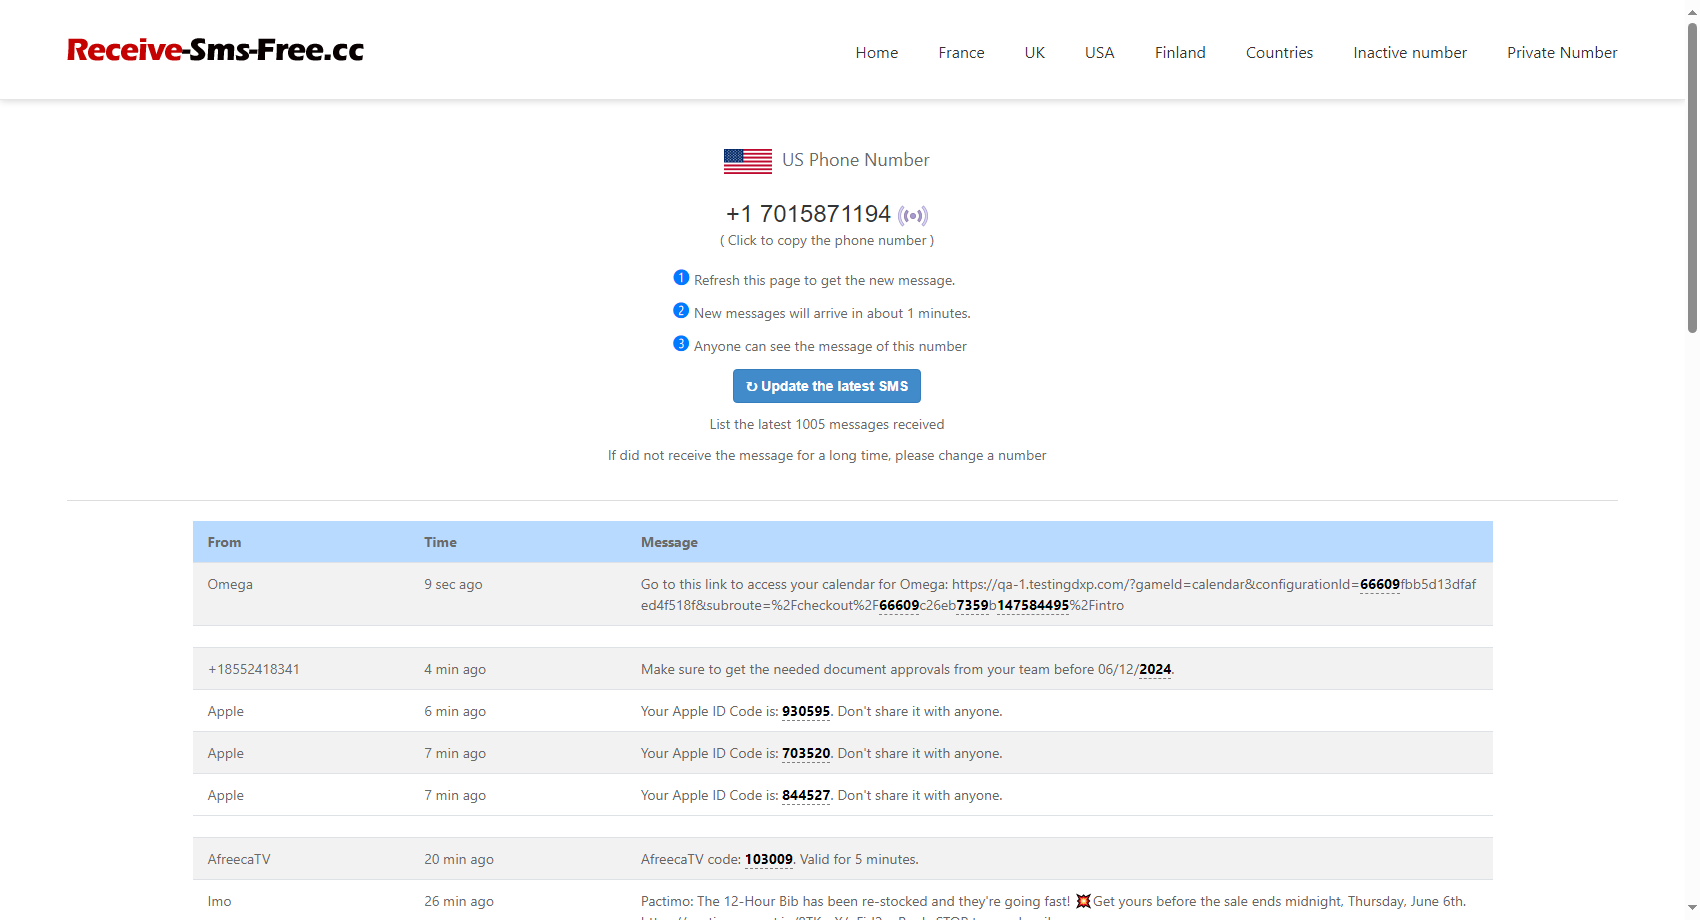 Receive-Sms-Free.cc
Home France UK USA Finland Countries Inactive number Private Number
US Phone Number
+1 7015871194
( Click to copy the phone number )
1 Refresh this page to get the new message.
2 New messages will arrive in about 1 minutes.
3 Anyone can see the message of this number
↻ Update the latest SMS
List the latest 1005 messages received
If did not receive the message for a long time, please change a number
From Time Message
Omega 9 sec ago Go to this link to access your calendar for Omega: https://qa-1.testingdxp.com/?gameId=calendar&configurationId=66609fbb5d13dfaf
ed4f518f&subroute=%2Fcheckout%2F66609c26eb7359b147584495%2Fintro
+18552418341 4 min ago Make sure to get the needed document approvals from your team before 06/12/2024.
Apple 6 min ago Your Apple ID Code is: 930595. Don't share it with anyone.
Apple 7 min ago Your Apple ID Code is: 703520. Don't share it with anyone.
Apple 7 min ago Your Apple ID Code is: 844527. Don't share it with anyone.
AfreecaTV 20 min ago AfreecaTV code: 103009. Valid for 5 minutes.
Imo 26 min ago Pactimo: The 12-Hour Bib has been re-stocked and they're going fast! 💥Get yours before the sale ends midnight, Thursday, June 6th.